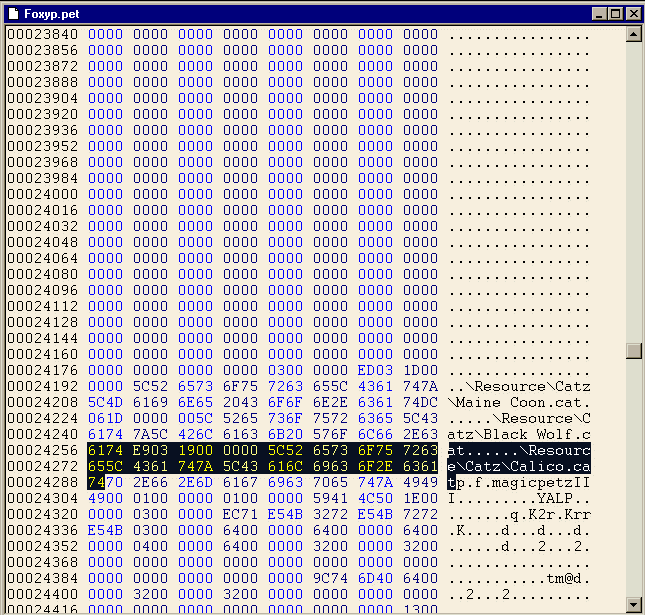 Foxyp.pet
00023840 0000 0000 0000 0000 0000 0000 0000 0000 ................
00023856 0000 0000 0000 0000 0000 0000 0000 0000 ................
00023872 0000 0000 0000 0000 0000 0000 0000 0000 ................
00023888 0000 0000 0000 0000 0000 0000 0000 0000 ................
00023904 0000 0000 0000 0000 0000 0000 0000 0000 ................
00023920 0000 0000 0000 0000 0000 0000 0000 0000 ................
00023936 0000 0000 0000 0000 0000 0000 0000 0000 ................
00023952 0000 0000 0000 0000 0000 0000 0000 0000 ................
00023968 0000 0000 0000 0000 0000 0000 0000 0000 ................
00023984 0000 0000 0000 0000 0000 0000 0000 0000 ................
00024000 0000 0000 0000 0000 0000 0000 0000 0000 ................
00024016 0000 0000 0000 0000 0000 0000 0000 0000 ................
00024032 0000 0000 0000 0000 0000 0000 0000 0000 ................
00024048 0000 0000 0000 0000 0000 0000 0000 0000 ................
00024064 0000 0000 0000 0000 0000 0000 0000 0000 ................
00024080 0000 0000 0000 0000 0000 0000 0000 0000 ................
00024096 0000 0000 0000 0000 0000 0000 0000 0000 ................
00024112 0000 0000 0000 0000 0000 0000 0000 0000 ................
00024128 0000 0000 0000 0000 0000 0000 0000 0000 ................
00024144 0000 0000 0000 0000 0000 0000 0000 0000 ................
00024160 0000 0000 0000 0000 0000 0000 0000 0000 ................
00024176 0000 0000 0000 0000 0300 0000 ED03 1D00 ................
00024192 0000 5C52 6573 6F75 7263 655C 4361 747A ..\Resource\Catz
00024208 5C4D 6169 6E65 2043 6F6F 6E2E 6361 74DC \Maine Coon.cat.
00024224 061D 0000 005C 5265 736F 7572 6365 5C43 .....\Resource\C
00024240 6174 7A5C 426C 6163 6B20 576F 6C66 2E63 atz\Black Wolf.c
00024256 6174 E903 1900 0000 5C52 6573 6F75 7263 at......\Resourc
00024272 655C 4361 747A 5C43 616C 6963 6F2E 6361 e\Catz\Calico.ca
00024288 7470 2E66 2E6D 6167 6963 7065 747A 4949 tp.f.magicpetzII
00024304 4900 0100 0000 0100 0000 5941 4C50 1E00 I.........YALP..
00024320 0000 0300 0000 EC71 E54B 3272 E54B 7272 .......q.K2r.Krr
00024336 E54B 0300 0000 6400 0000 6400 0000 6400 .K....d...d...d.
00024352 0000 0400 0000 6400 0000 3200 0000 3200 ......d...2...2.
00024368 0000 0000 0000 0000 0000 0000 0000 0000 ................
00024384 0000 0000 0000 0000 0000 9C74 6D40 6400 ...........tm@d.
00024400 0000 3200 0000 3200 0000 0000 0000 0000 ..2...2.........
00024416 0000 0000 0000 0000 0000 0000 0000 1300